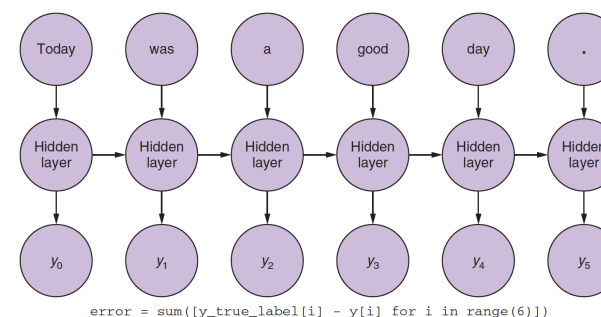 Today was a good day .
Hidden Hidden Hidden Hidden Hidden Hidden
layer layer layer layer layer layer
y0 y1 y2 y3 y4 y5
error = sum([y_true_label[i] - y[i] for i in range(6)])